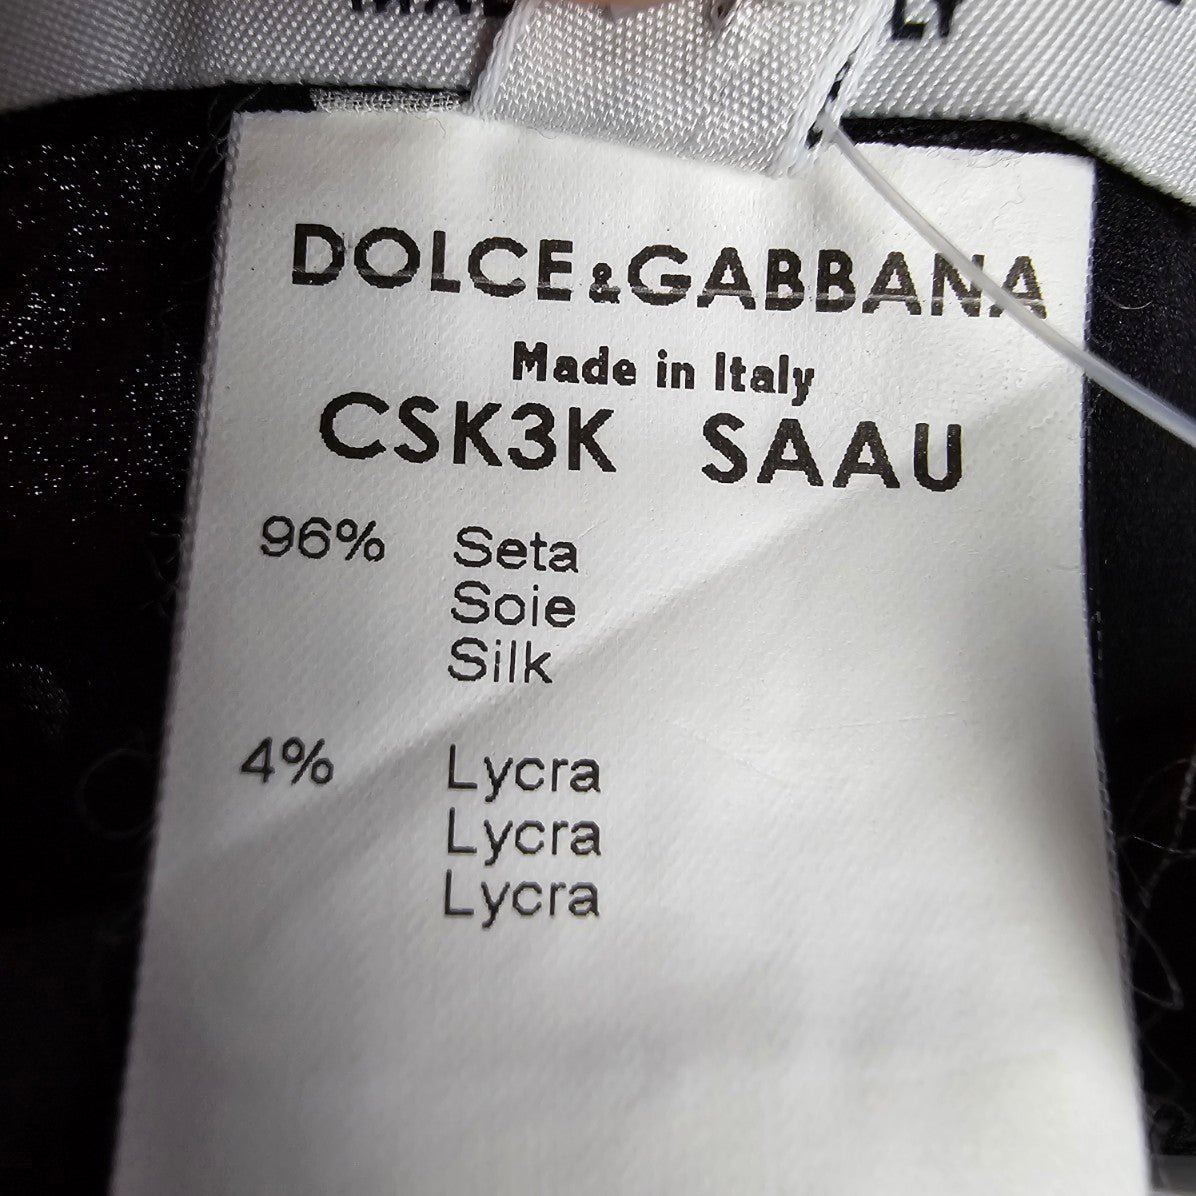 DOLCE&GABBANA
Made in Italy
CSK3K SAAU
96% Seta
Soie
Silk
4% Lycra
Lycra
Lycra